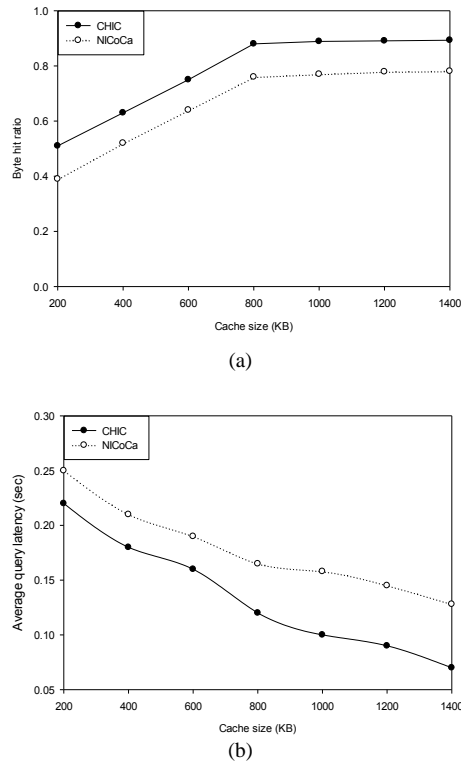 1.0
CHIC
NICoCa
0.8
0.6
0.4
0.2
0.0
Byte hit ratio
200 400 600 800 1000 1200 1400
Cache size (KB)
(a)
0.30
CHIC
NICoCa
0.25
0.20
0.15
0.10
0.05
Average query latency (sec)
200 400 600 800 1000 1200 1400
Cache size (KB)
(b)